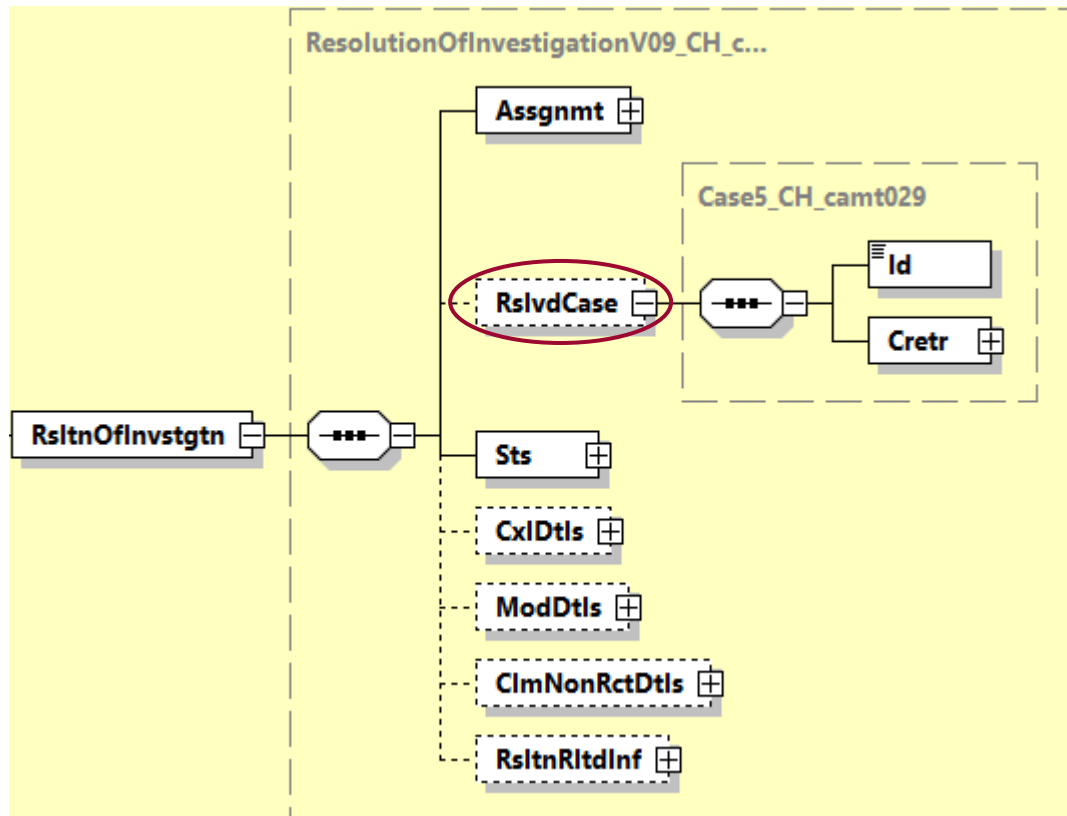 ResolutionOfInvestigationV09_CH_c...
Assgnmt
Case5_CH_camt029
Id
RslvdCase
Cretr
RsltnOfInvstgtn
Sts
CxlDtls
ModDtls
ClmNonRctDtls
RsltnRltdInf